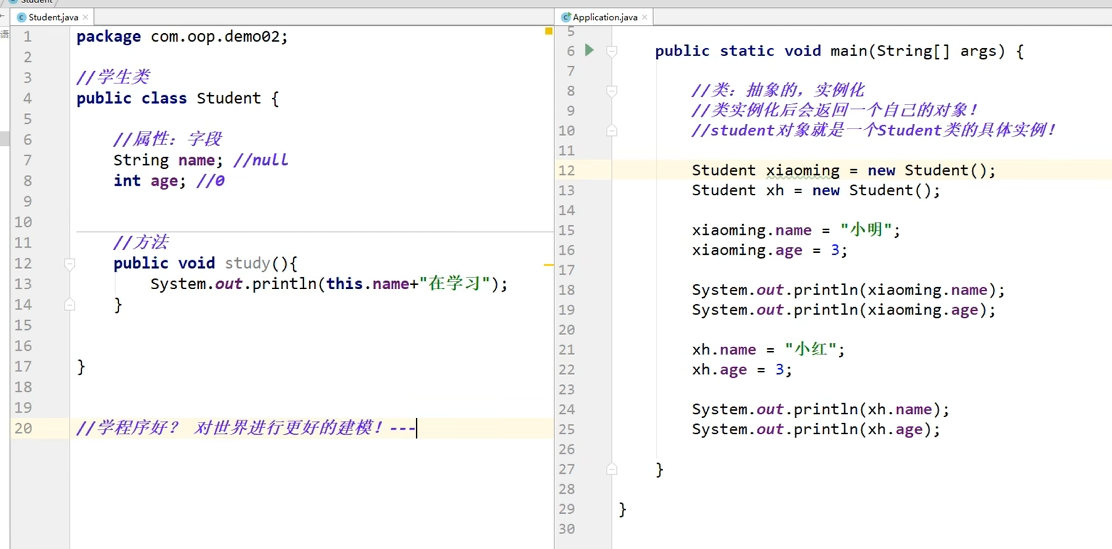 Student
Student.java ×
1 package com.oop.demo02;
2
3 //学生类
4 public class Student {
5
6 //属性：字段
7 String name; //null
8 int age; //0
9
10
11 //方法
12 public void study(){
13 System.out.println(this.name+"在学习");
14 }
15
16
17 }
18
19
20 //学程序好？ 对世界进行更好的建模！---
Application.java ×
5
6 public static void main(String[] args) {
7
8 //类：抽象的，实例化
9 //类实例化后会返回一个自己的对象！
10 //student对象就是一个Student类的具体实例！
11
12 Student xiaoming = new Student();
13 Student xh = new Student();
14
15 xiaoming.name = "小明";
16 xiaoming.age = 3;
17
18 System.out.println(xiaoming.name);
19 System.out.println(xiaoming.age);
20
21 xh.name = "小红";
22 xh.age = 3;
23
24 System.out.println(xh.name);
25 System.out.println(xh.age);
26
27 }
28
29 }
30